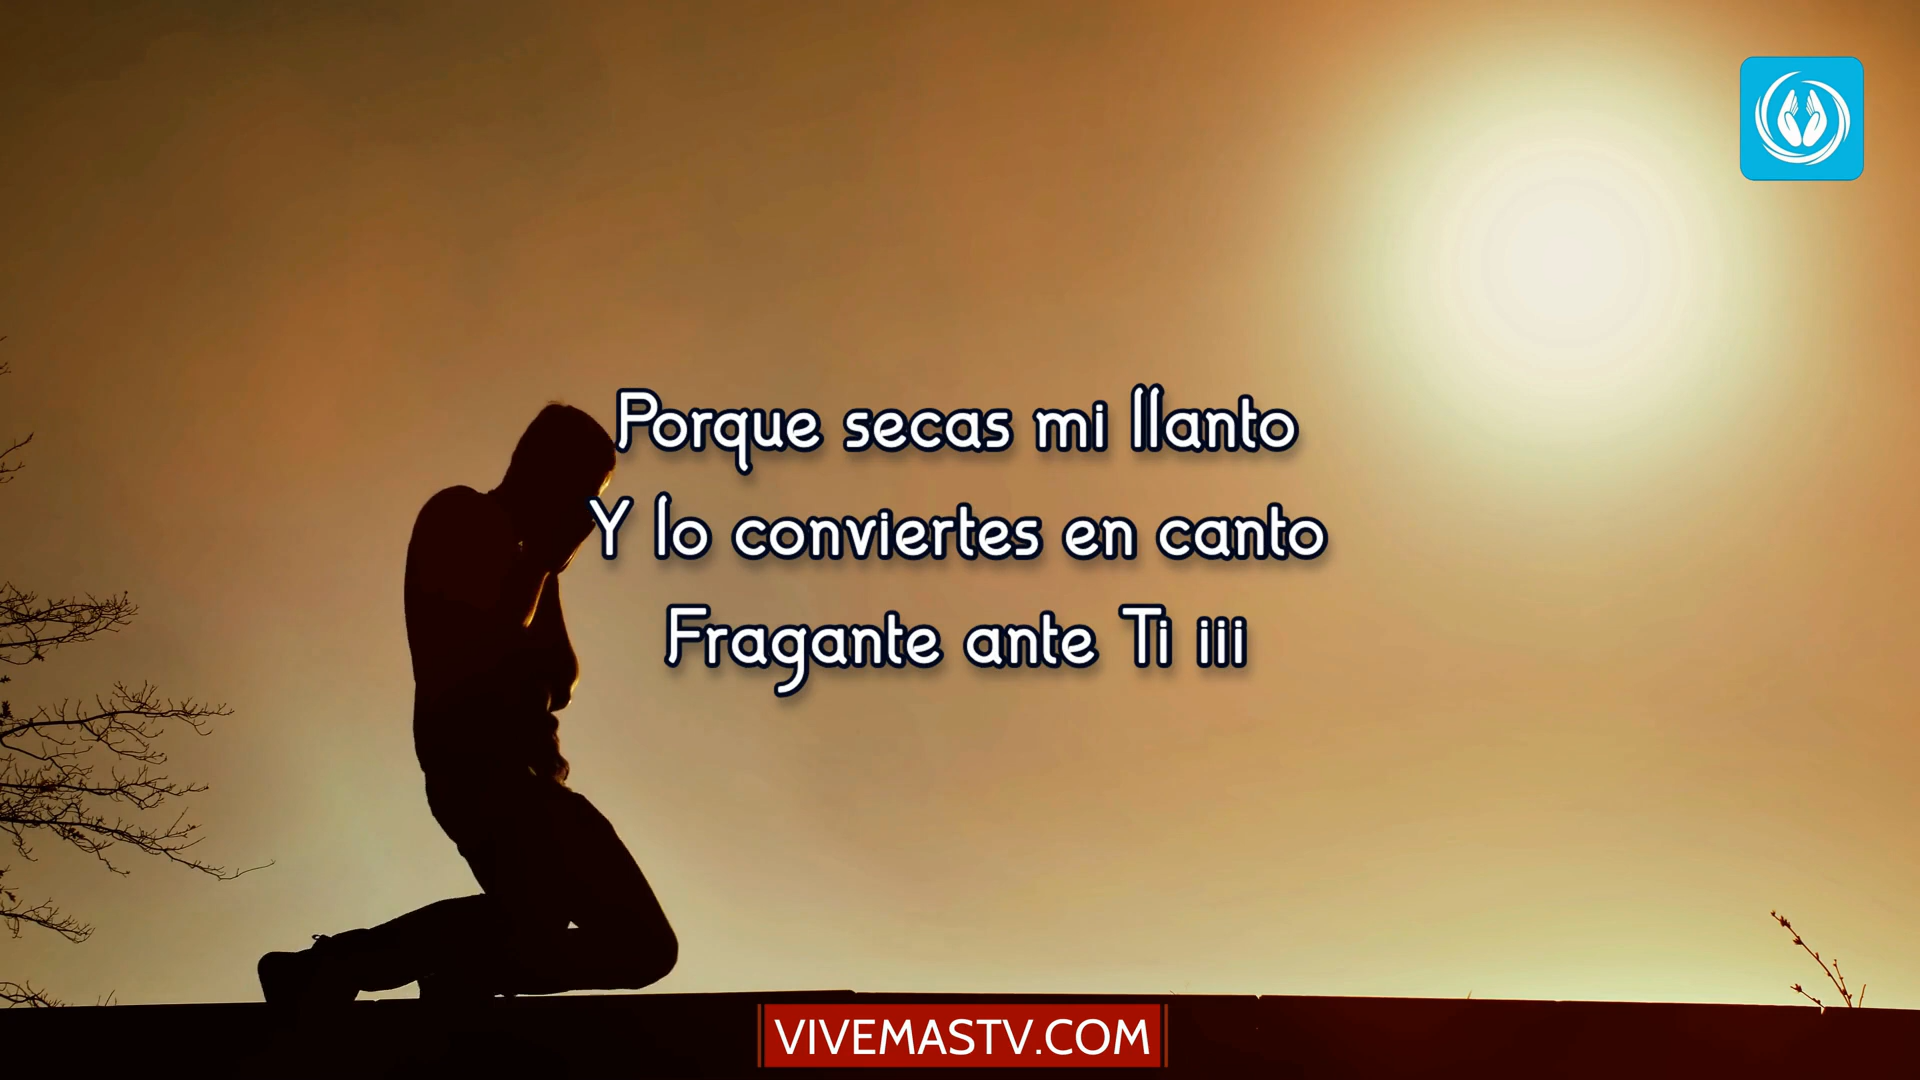 Porque secas mi llanto
Y lo conviertes en canto
Fragante ante Ti iii
VIVEMASTV.COM